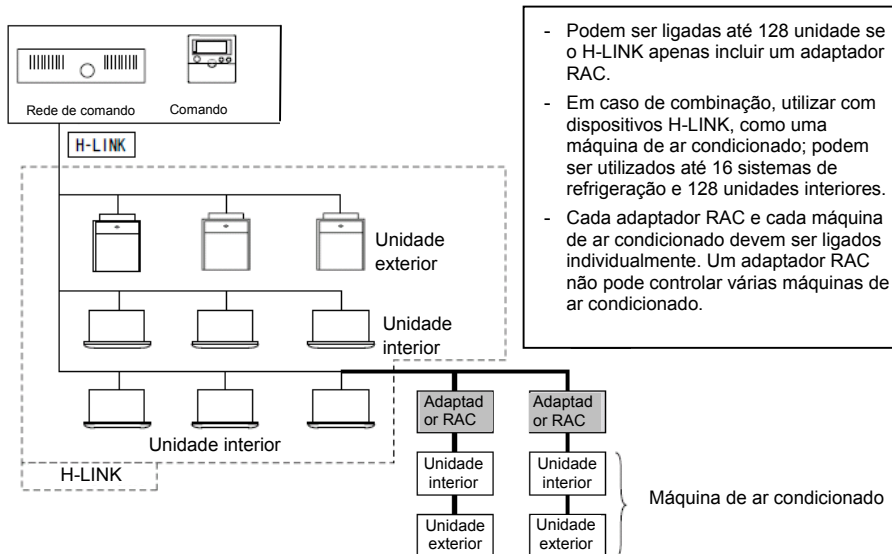 Rede de comando
Comando
H-LINK
Unidade
exterior
Unidade
interior
Unidade interior
H-LINK
- Podem ser ligadas até 128 unidade se
o H-LINK apenas incluir um adaptador
RAC.
- Em caso de combinação, utilizar com
dispositivos H-LINK, como uma
máquina de ar condicionado; podem
ser utilizados até 16 sistemas de
refrigeração e 128 unidades interiores.
- Cada adaptador RAC e cada máquina
de ar condicionado devem ser ligados
individualmente. Um adaptador RAC
não pode controlar várias máquinas de
ar condicionado.
Adaptad
or RAC
Adaptad
or RAC
Unidade
interior
Unidade
interior
Unidade
exterior
Unidade
exterior
Máquina de ar condicionado